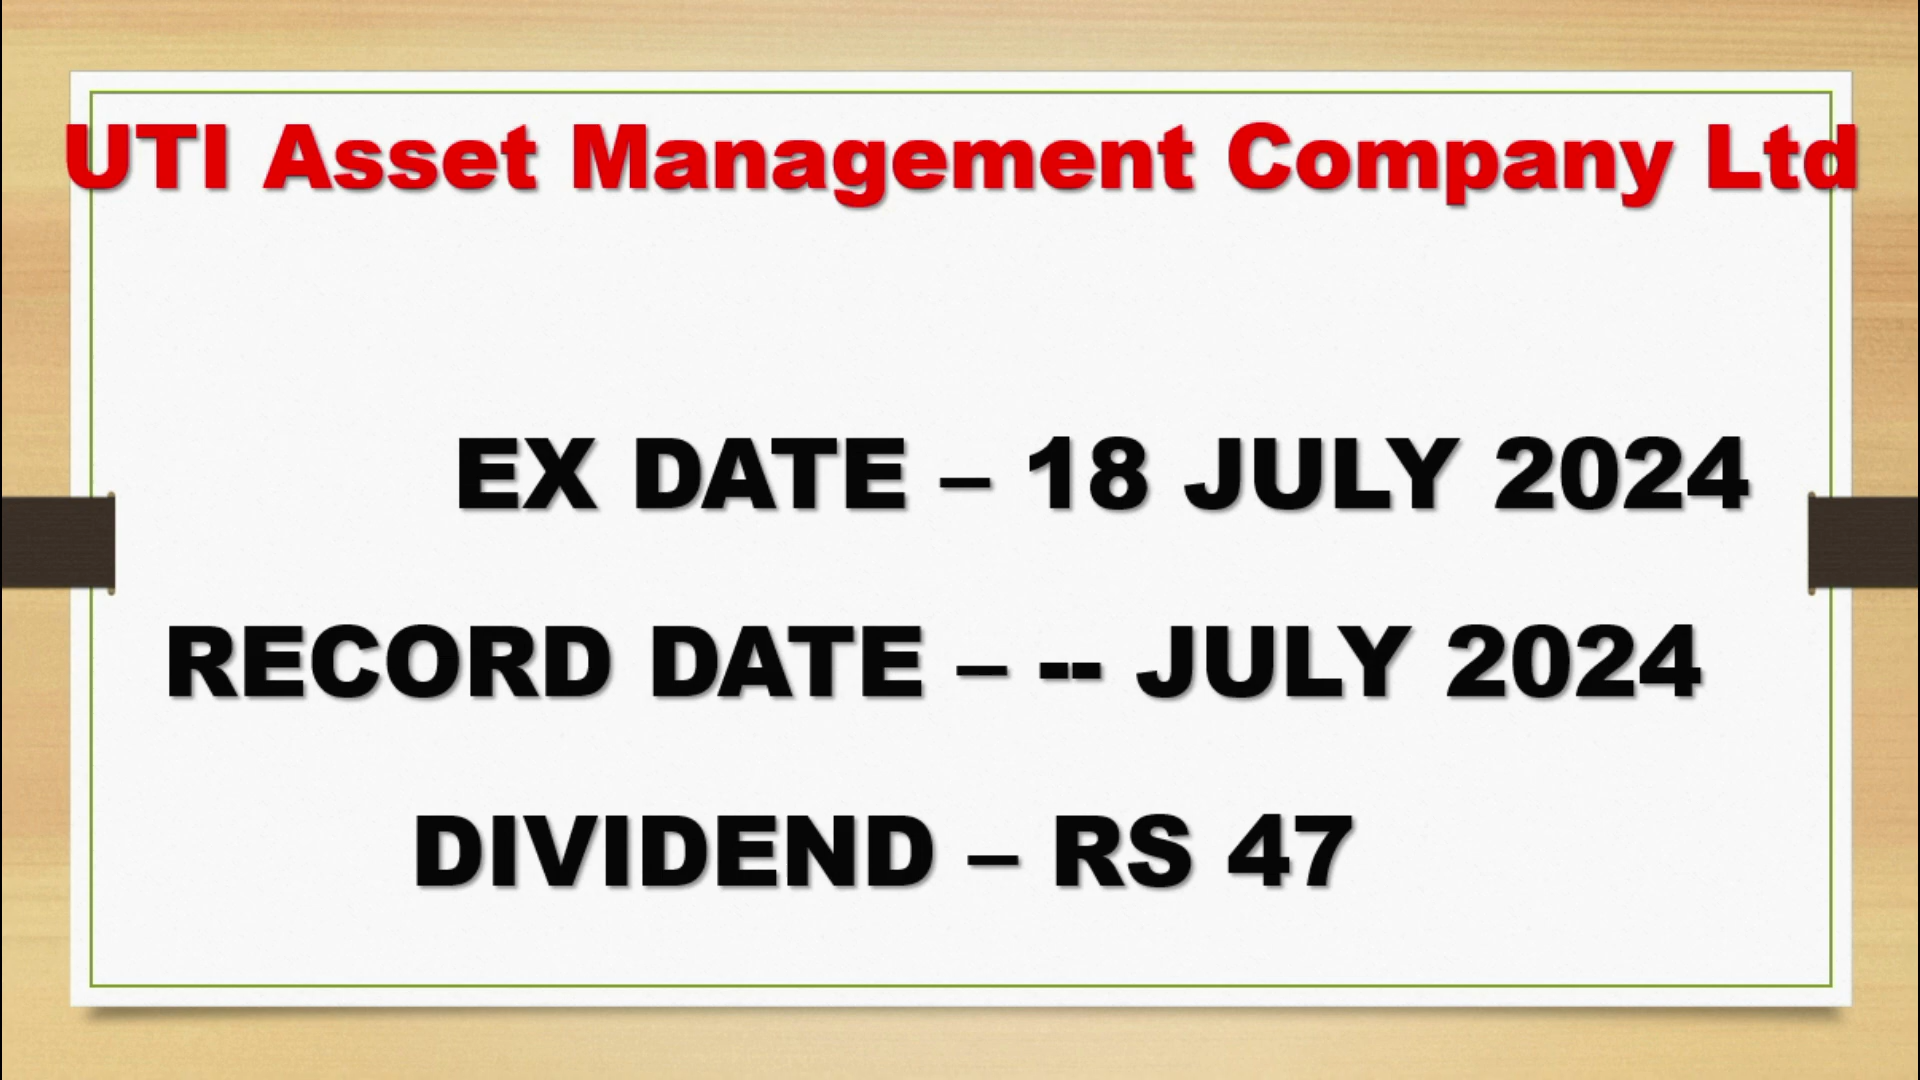 UTI Asset Management Company Ltd
EX DATE – 18 JULY 2024
RECORD DATE – -- JULY 2024
DIVIDEND – RS 47